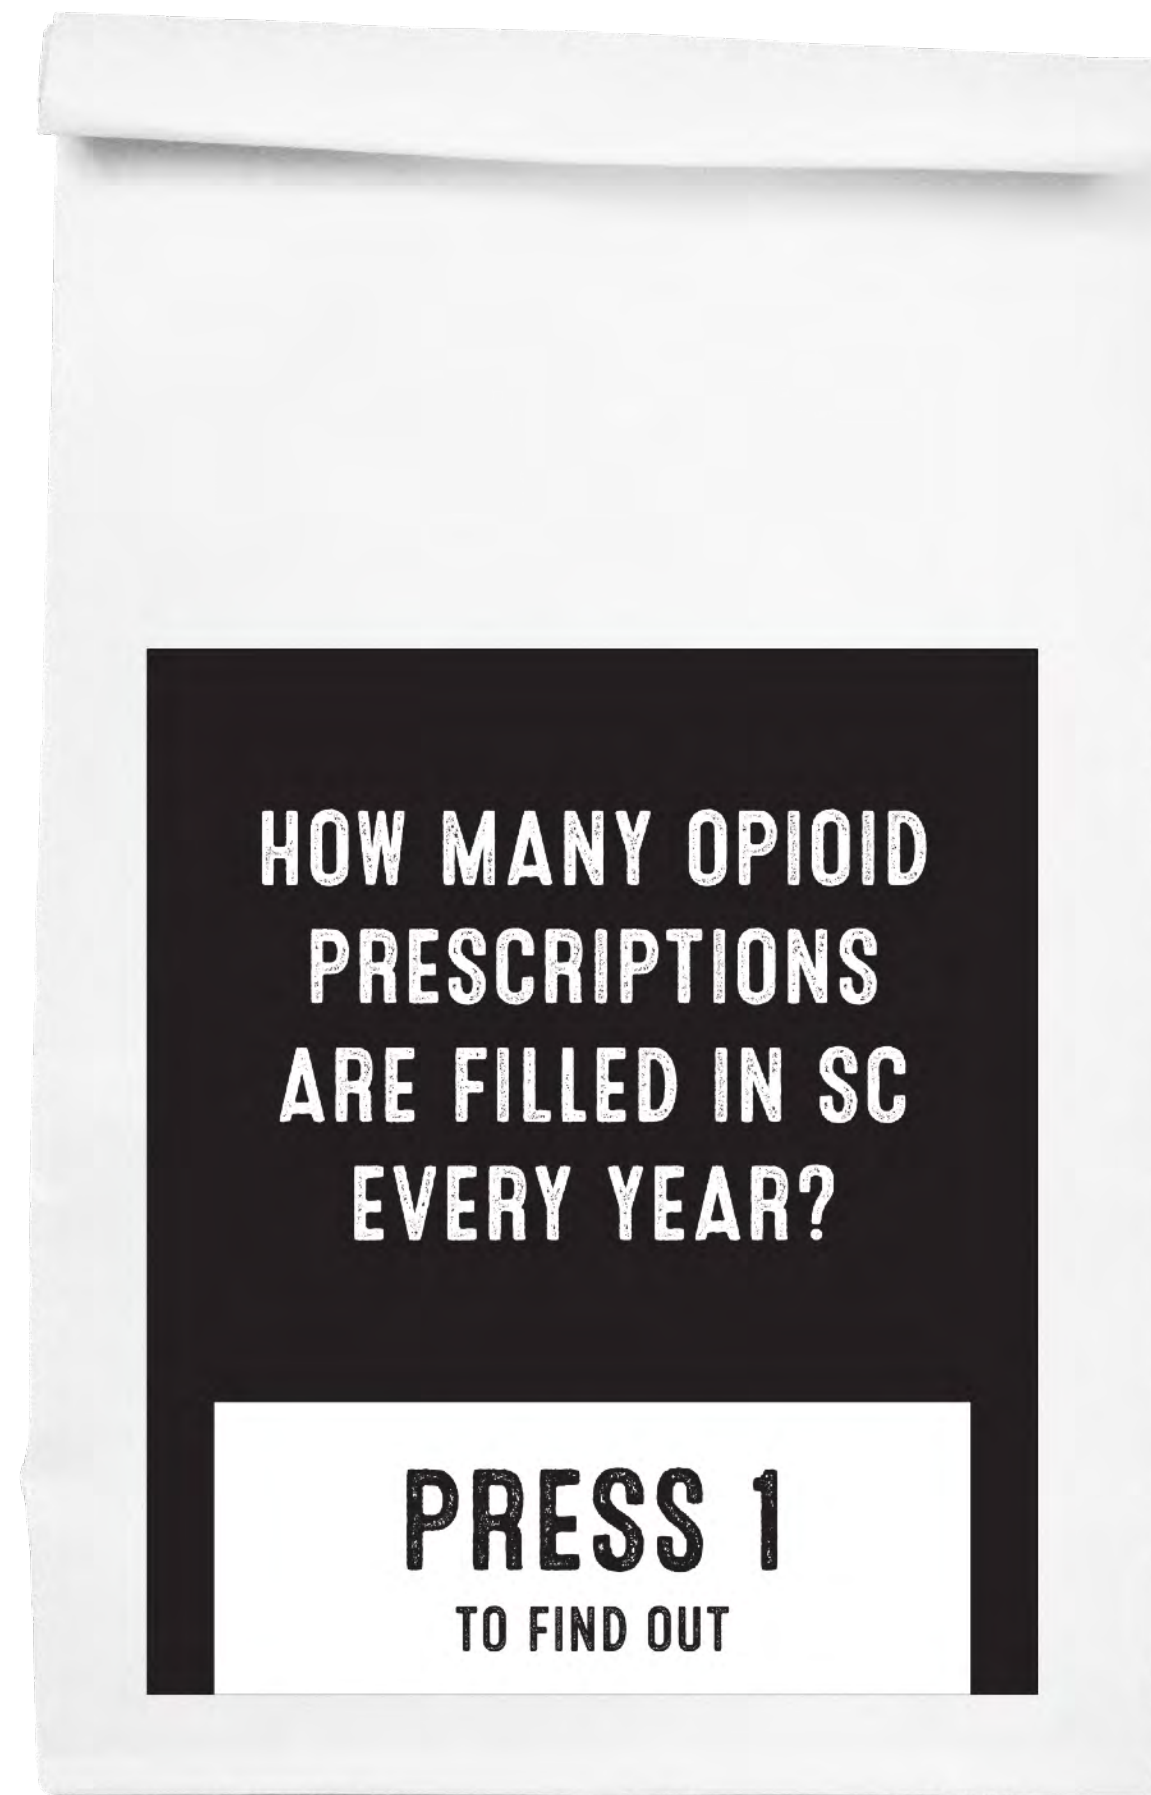 HOW MANY OPIOID
PRESCRIPTIONS
ARE FILLED IN SC
EVERY YEAR?
PRESS 1
TO FIND OUT